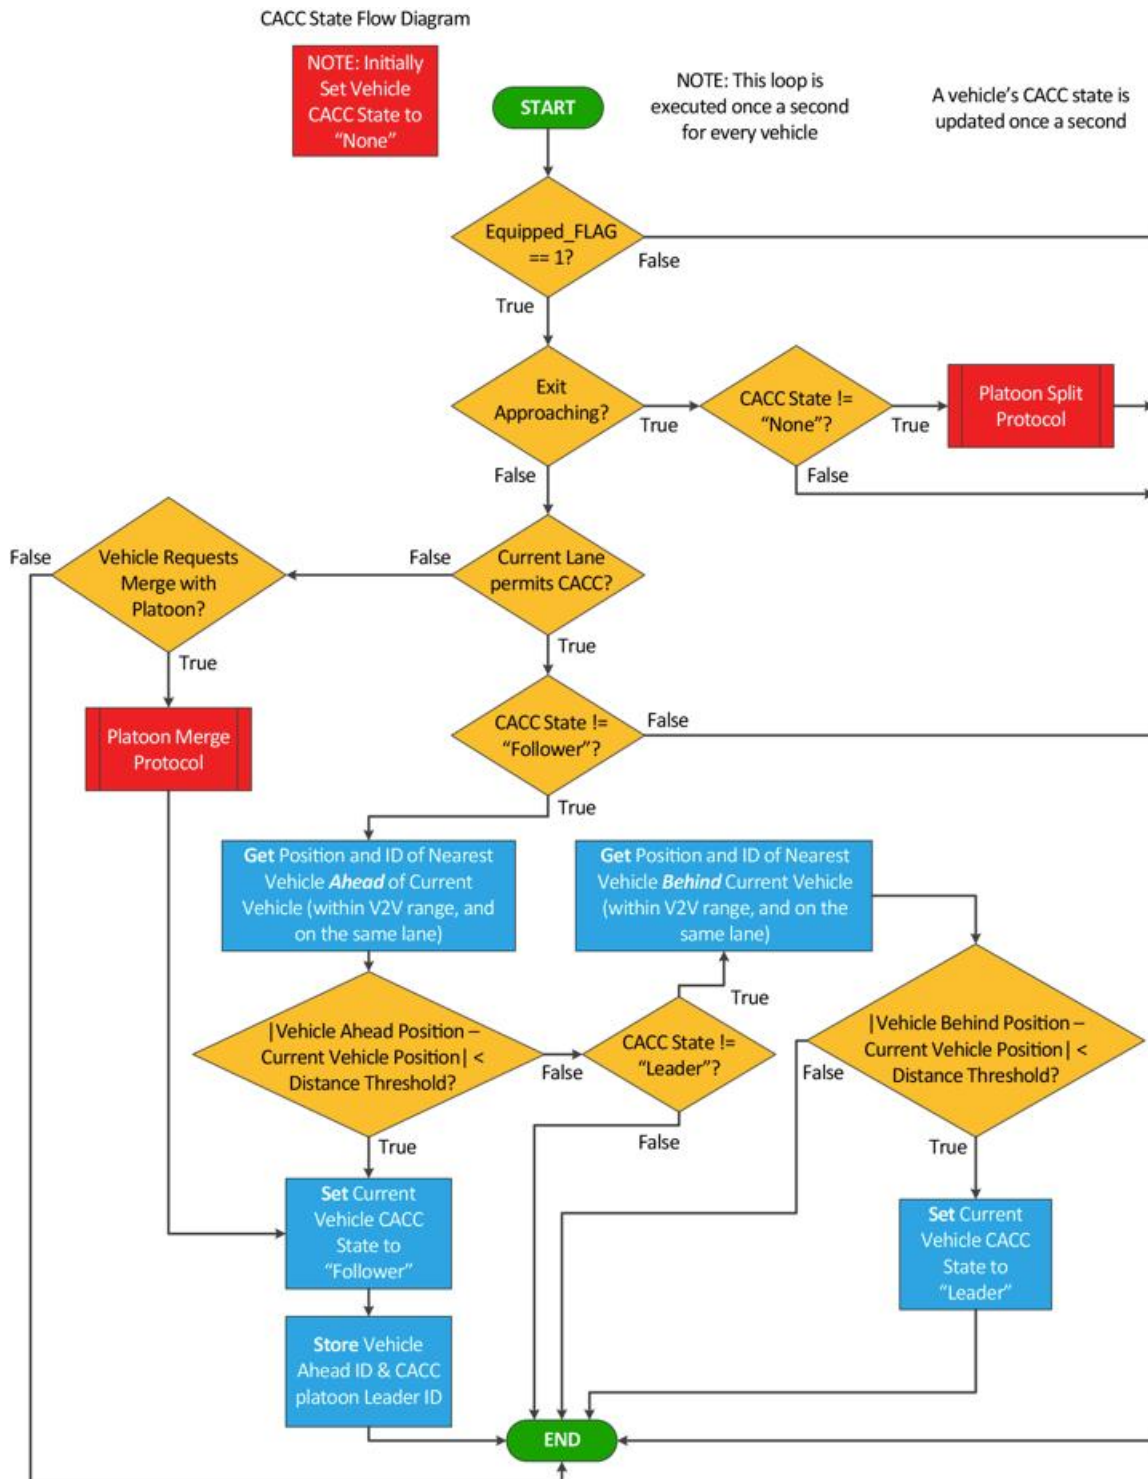 CACC State Flow Diagram
NOTE: Initially
Set Vehicle
CACC State to
“None”
START
NOTE: This loop is
executed once a second
for every vehicle
A vehicle’s CACC state is
updated once a second
Equipped_FLAG
== 1?
False
True
Exit
Approaching?
True
CACC State !=
“None”?
True
Platoon Split
Protocol
False
False
False
Vehicle Requests
Merge with
Platoon?
False
Current Lane
permits CACC?
True
True
Platoon Merge
Protocol
CACC State !=
“Follower”?
False
True
Get Position and ID of Nearest
Vehicle Ahead of Current
Vehicle (within V2V range, and
on the same lane)
Get Position and ID of Nearest
Vehicle Behind Current Vehicle
(within V2V range, and on the
same lane)
|Vehicle Ahead Position –
Current Vehicle Position| <
Distance Threshold?
False
CACC State !=
“Leader”?
True
|Vehicle Behind Position –
Current Vehicle Position| <
Distance Threshold?
False
True
False
True
Set Current
Vehicle CACC
State to
“Follower”
Set Current
Vehicle CACC
State to
“Leader”
Store Vehicle
Ahead ID & CACC
platoon Leader ID
END